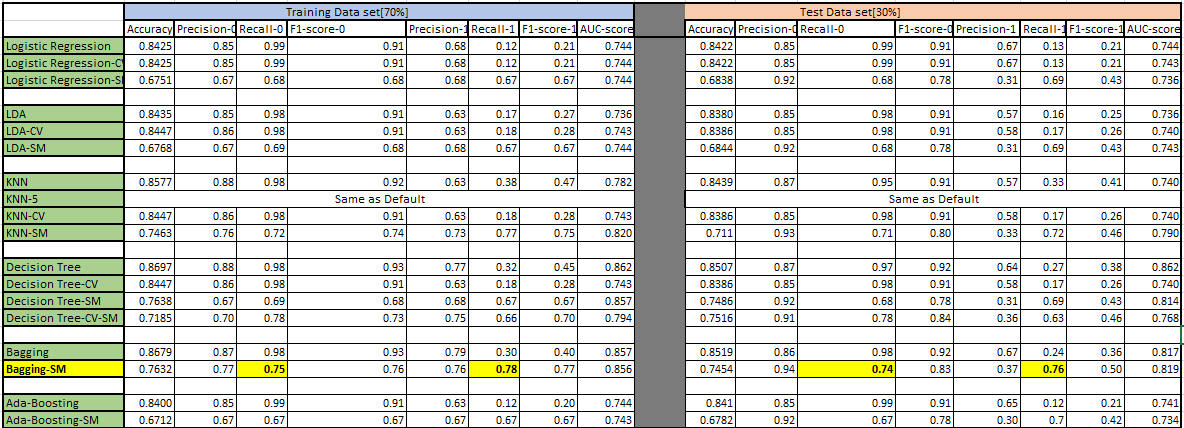 Training Data set[70%] Test Data set[30%]
Accuracy Precision-0 Recall-0 F1-score-0 Precision-1 Recall-1 F1-score-1 AUC-score Accuracy Precision-0 Recall-0 F1-score-0 Precision-1 Recall-1 F1-score-1 AUC-score
Logistic Regression 0.8425 0.85 0.99 0.91 0.68 0.12 0.21 0.744 0.8422 0.85 0.99 0.91 0.67 0.13 0.21 0.744
Logistic Regression-CV 0.8425 0.85 0.99 0.91 0.68 0.12 0.21 0.744 0.8422 0.85 0.99 0.91 0.67 0.13 0.21 0.743
Logistic Regression-SM 0.6751 0.67 0.68 0.68 0.68 0.67 0.67 0.744 0.6838 0.92 0.68 0.78 0.31 0.69 0.43 0.736
LDA 0.8435 0.85 0.98 0.91 0.63 0.17 0.27 0.736 0.8380 0.85 0.98 0.91 0.57 0.16 0.25 0.736
LDA-CV 0.8447 0.86 0.98 0.91 0.63 0.18 0.28 0.743 0.8386 0.85 0.98 0.91 0.58 0.17 0.26 0.740
LDA-SM 0.6768 0.67 0.69 0.68 0.68 0.67 0.67 0.744 0.6844 0.92 0.68 0.78 0.31 0.69 0.43 0.743
KNN 0.8577 0.88 0.98 0.92 0.63 0.38 0.47 0.782 0.8439 0.87 0.95 0.91 0.57 0.33 0.41 0.740
KNN-5 Same as Default Same as Default
KNN-CV 0.8447 0.86 0.98 0.91 0.63 0.18 0.28 0.743 0.8386 0.85 0.98 0.91 0.58 0.17 0.26 0.740
KNN-SM 0.7463 0.76 0.72 0.74 0.73 0.77 0.75 0.820 0.711 0.93 0.71 0.80 0.33 0.72 0.46 0.790
Decision Tree 0.8697 0.88 0.98 0.93 0.77 0.32 0.45 0.862 0.8507 0.87 0.97 0.92 0.64 0.27 0.38 0.862
Decision Tree-CV 0.8447 0.86 0.98 0.91 0.63 0.18 0.28 0.743 0.8386 0.85 0.98 0.91 0.58 0.17 0.26 0.740
Decision Tree-SM 0.7638 0.67 0.69 0.68 0.68 0.67 0.67 0.857 0.7486 0.92 0.68 0.78 0.31 0.69 0.43 0.814
Decision Tree-CV-SM 0.7185 0.70 0.78 0.73 0.75 0.66 0.70 0.794 0.7516 0.91 0.78 0.84 0.36 0.63 0.46 0.768
Bagging 0.8679 0.87 0.98 0.93 0.79 0.30 0.40 0.857 0.8519 0.86 0.98 0.92 0.67 0.24 0.36 0.817
Bagging-SM 0.7632 0.77 0.75 0.76 0.76 0.78 0.77 0.856 0.7454 0.94 0.74 0.83 0.37 0.76 0.50 0.819
Ada-Boosting 0.8400 0.85 0.99 0.91 0.63 0.12 0.20 0.744 0.841 0.85 0.99 0.91 0.65 0.12 0.21 0.741
Ada-Boosting-SM 0.6712 0.67 0.67 0.67 0.67 0.67 0.67 0.743 0.6782 0.92 0.67 0.78 0.30 0.7 0.42 0.734